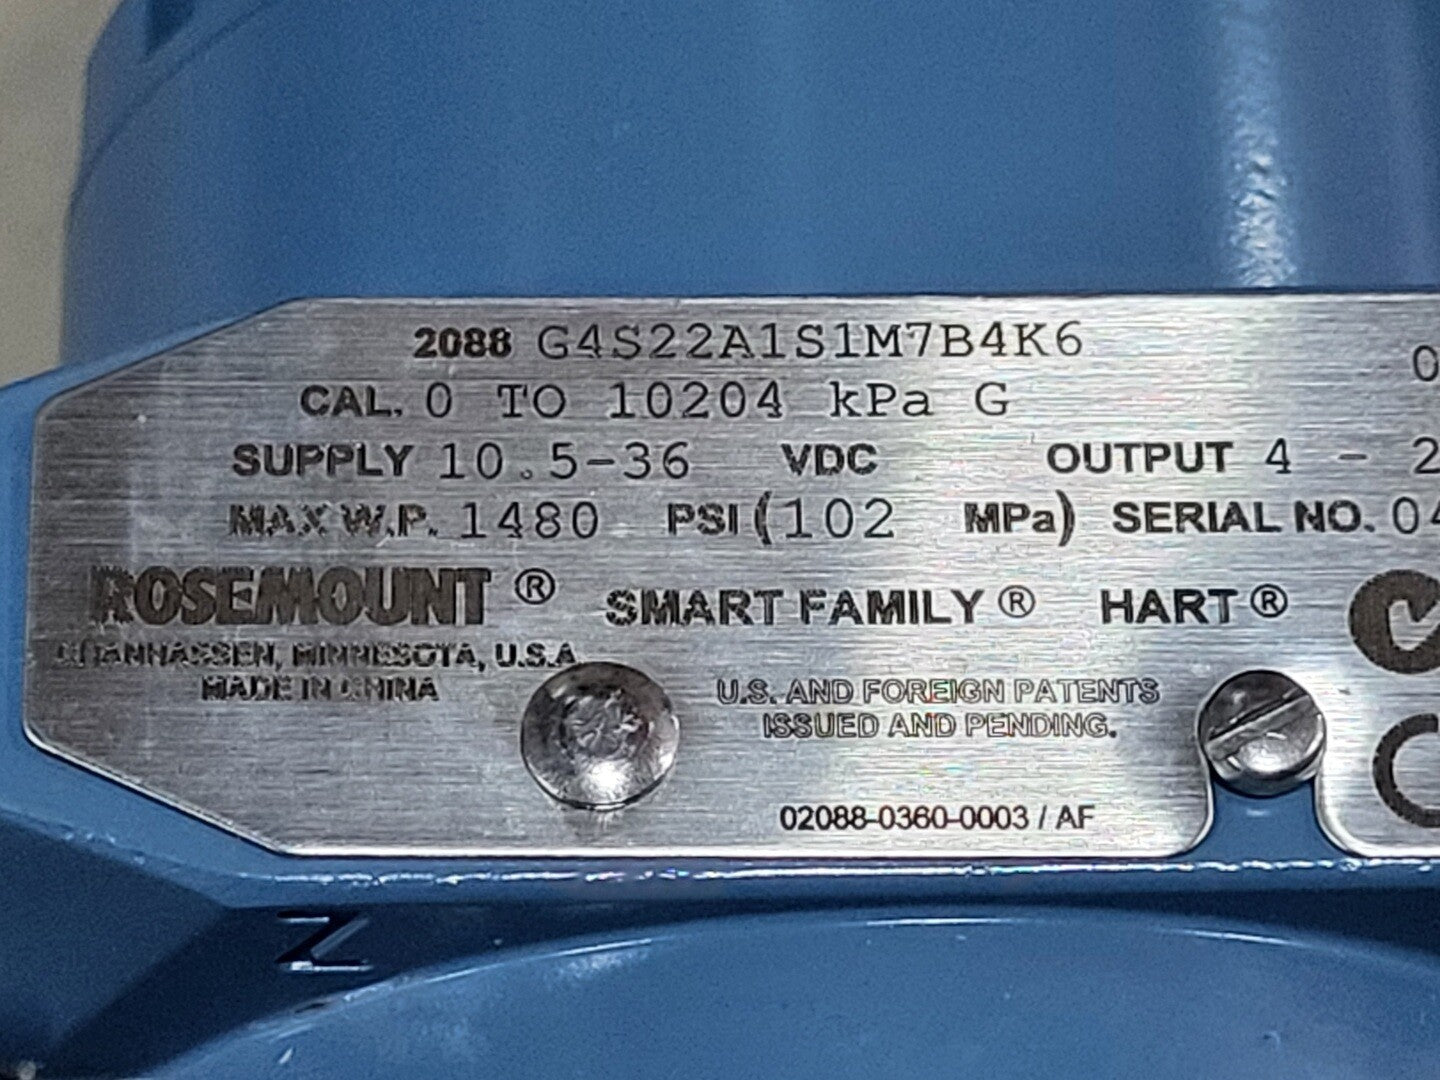 2088 G4S22A1S1M7B4K6
0
CAL. 0 TO 10204 kPa G
SUPPLY 10.5-36 VDC OUTPUT 4 - 2
MAX W.P. 1480 PSI (102 MPa) SERIAL NO. 04
ROSEMOUNT® SMART FAMILY® HART®
CHANHASSEN, MINNESOTA, U.S.A
MADE IN CHINA
U.S. AND FOREIGN PATENTS
ISSUED AND PENDING.
02088-0360-0003 / AF
N